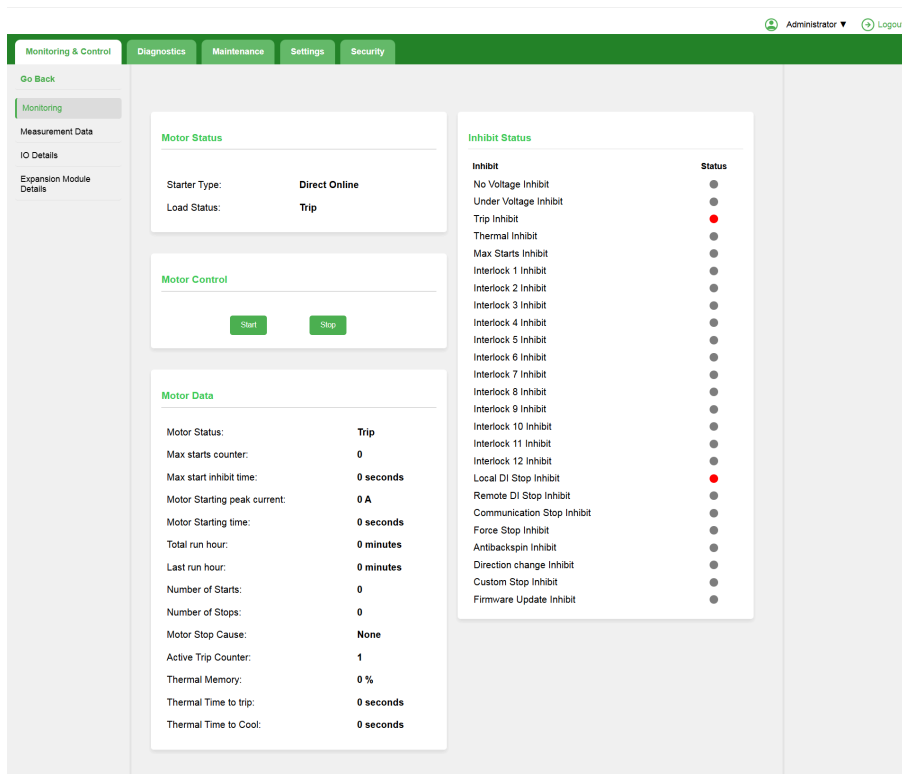 Administrator ▼ Logout
Monitoring & Control Diagnostics Maintenance Settings Security
Go Back
Monitoring
Measurement Data
IO Details
Expansion Module
Details
Motor Status
Starter Type: Direct Online
Load Status: Trip
Motor Control
Start Stop
Motor Data
Motor Status: Trip
Max starts counter: 0
Max start inhibit time: 0 seconds
Motor Starting peak current: 0 A
Motor Starting time: 0 seconds
Total run hour: 0 minutes
Last run hour: 0 minutes
Number of Starts: 0
Number of Stops: 0
Motor Stop Cause: None
Active Trip Counter: 1
Thermal Memory: 0 %
Thermal Time to trip: 0 seconds
Thermal Time to Cool: 0 seconds
Inhibit Status
Inhibit Status
No Voltage Inhibit
Under Voltage Inhibit
Trip Inhibit
Thermal Inhibit
Max Starts Inhibit
Interlock 1 Inhibit
Interlock 2 Inhibit
Interlock 3 Inhibit
Interlock 4 Inhibit
Interlock 5 Inhibit
Interlock 6 Inhibit
Interlock 7 Inhibit
Interlock 8 Inhibit
Interlock 9 Inhibit
Interlock 10 Inhibit
Interlock 11 Inhibit
Interlock 12 Inhibit
Local DI Stop Inhibit
Remote DI Stop Inhibit
Communication Stop Inhibit
Force Stop Inhibit
Antibackspin Inhibit
Direction change Inhibit
Custom Stop Inhibit
Firmware Update Inhibit